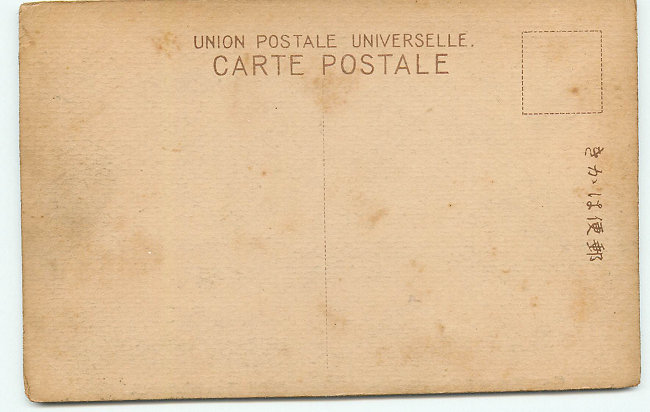 UNION POSTALE UNIVERSELLE.
CARTE POSTALE
きかは便郵